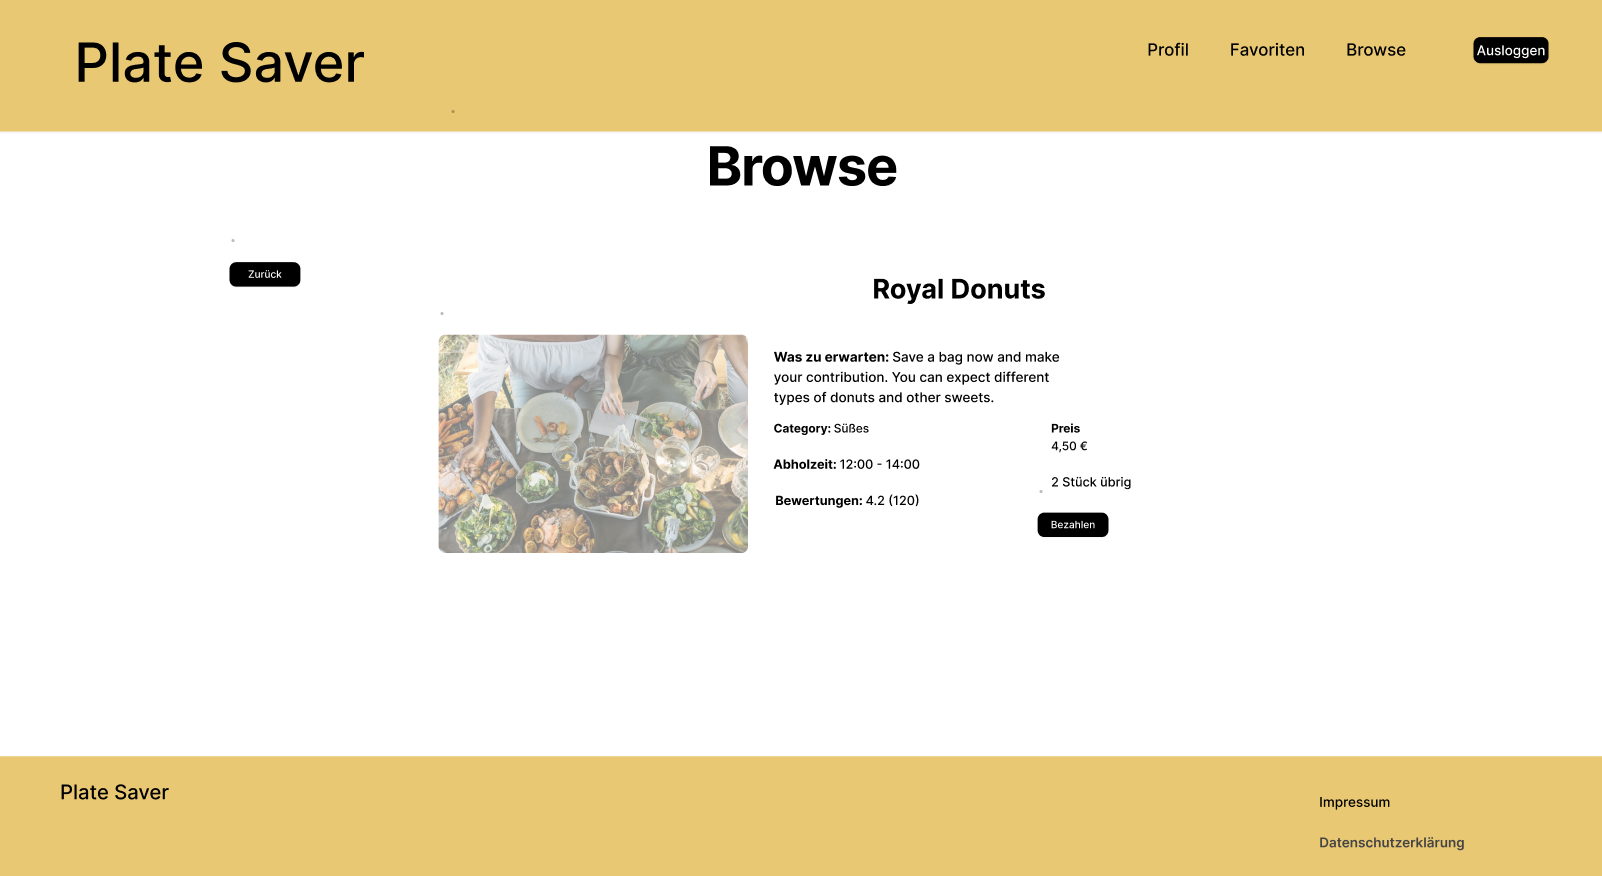 Plate Saver
Profil
Favoriten
Browse
Ausloggen
Browse
Zurück
Royal Donuts
Was zu erwarten: Save a bag now and make
your contribution. You can expect different
types of donuts and other sweets.
Category: Süßes
Preis
4,50 €
Abholzeit: 12:00 - 14:00
2 Stück übrig
Bewertungen: 4.2 (120)
Bezahlen
Plate Saver
Impressum
Datenschutzerklärung